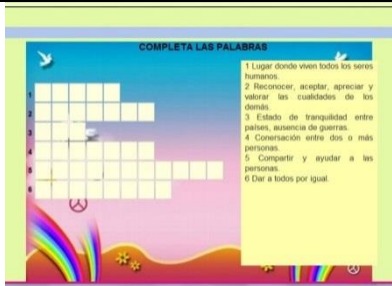 COMPLETA LAS PALABRAS
1 Lugar donde viven todos los seres
humanos.
2 Reconocer, aceptar, apreciar y
valorar las cualidades de los
demás.
3 Estado de tranquilidad entre
países, ausencia de guerras.
4 Conersación entre dos o más
personas.
5 Compartir y ayudar a las
personas.
6 Dar a todos por igual.
1
2
3
4
5
6